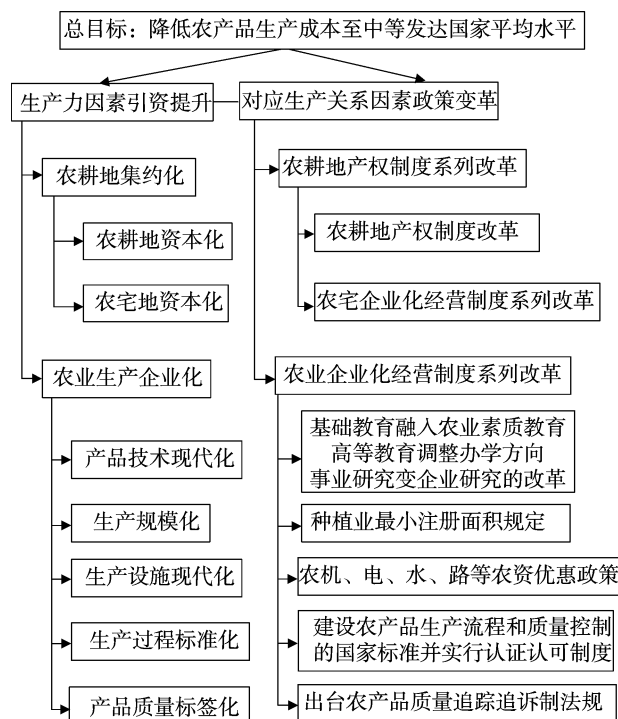 总目标：降低农产品生产成本至中等发达国家平均水平
生产力因素引资提升
对应生产关系因素政策变革
农耕地集约化
农耕地产权制度系列改革
农耕地资本化
农耕地产权制度改革
农宅地资本化
农宅企业化经营制度系列改革
农业生产企业化
农业企业化经营制度系列改革
基础教育融入农业素质教育
高等教育调整办学方向
事业研究变企业研究的改革
产品技术现代化
生产规模化
种植业最小注册面积规定
生产设施现代化
农机、电、水、路等农资优惠政策
生产过程标准化
建设农产品生产流程和质量控制
的国家标准并实行认证认可制度
产品质量标签化
出台农产品质量追踪追诉制法规